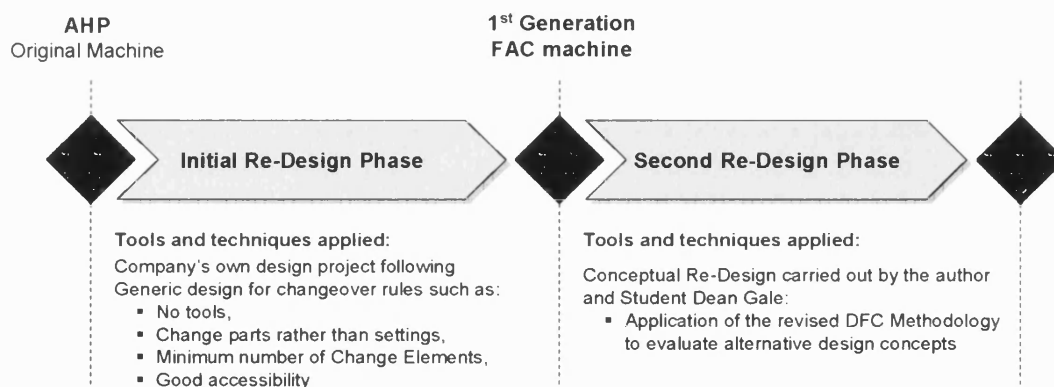 AHP
Original Machine
1st Generation
FAC machine
Initial Re-Design Phase
Second Re-Design Phase
Tools and techniques applied:
Company's own design project following
Generic design for changeover rules such as:
▪ No tools,
▪ Change parts rather than settings,
▪ Minimum number of Change Elements,
▪ Good accessibility
Tools and techniques applied:
Conceptual Re-Design carried out by the author
and Student Dean Gale:
▪ Application of the revised DFC Methodology
to evaluate alternative design concepts